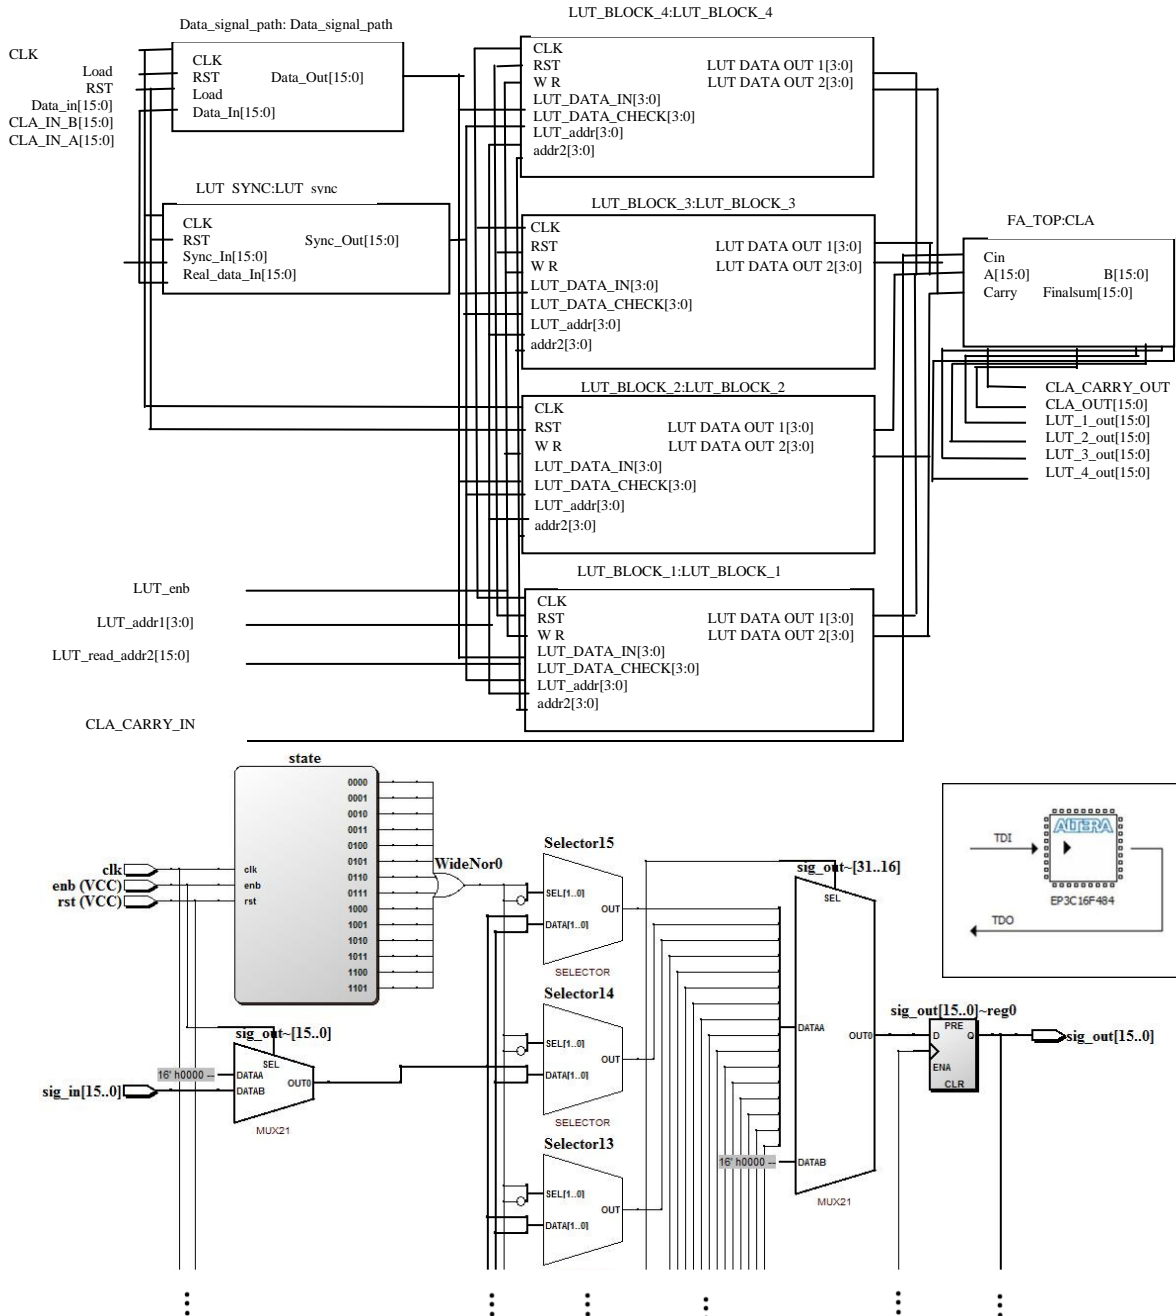 Data_signal_path: Data_signal_path
CLK
Load
RST
Data_in[15:0]
CLA_IN_B[15:0]
CLA_IN_A[15:0]
CLK
RST
Load
Data_In[15:0]
Data_Out[15:0]
LUT_SYNC:LUT_sync
CLK
RST
Sync_In[15:0]
Real_data_In[15:0]
Sync_Out[15:0]
LUT_BLOCK_4:LUT_BLOCK_4
CLK
RST
W R
LUT_DATA_IN[3:0]
LUT_DATA_CHECK[3:0]
LUT_addr[3:0]
addr2[3:0]
LUT DATA OUT 1[3:0]
LUT DATA OUT 2[3:0]
LUT_BLOCK_3:LUT_BLOCK_3
CLK
RST
W R
LUT_DATA_IN[3:0]
LUT_DATA_CHECK[3:0]
LUT_addr[3:0]
addr2[3:0]
LUT DATA OUT 1[3:0]
LUT DATA OUT 2[3:0]
FA_TOP:CLA
Cin
A[15:0]
Carry
B[15:0]
Finalsum[15:0]
LUT_BLOCK_2:LUT_BLOCK_2
CLK
RST
W R
LUT_DATA_IN[3:0]
LUT_DATA_CHECK[3:0]
LUT_addr[3:0]
addr2[3:0]
LUT DATA OUT 1[3:0]
LUT DATA OUT 2[3:0]
CLA_CARRY_OUT
CLA_OUT[15:0]
LUT_1_out[15:0]
LUT_2_out[15:0]
LUT_3_out[15:0]
LUT_4_out[15:0]
LUT_BLOCK_1:LUT_BLOCK_1
CLK
RST
W R
LUT_DATA_IN[3:0]
LUT_DATA_CHECK[3:0]
LUT_addr[3:0]
addr2[3:0]
LUT DATA OUT 1[3:0]
LUT DATA OUT 2[3:0]
LUT_enb
LUT_addr1[3:0]
LUT_read_addr2[15:0]
CLA_CARRY_IN
state
0000
0001
0010
0011
0100
0101
0110
0111
1000
1001
1010
1011
1100
1101
clk
enb (VCC)
rst (VCC)
clk
enb
rst
WideNor0
Selector15
SEL[1..0]
DATA[1..0]
OUT
SELECTOR
Selector14
SEL[1..0]
DATA[1..0]
OUT
SELECTOR
Selector13
SEL[1..0]
DATA[1..0]
OUT
sig_out~[15..0]
SEL
16' h0000 --
DATAA
DATAB
OUT0
MUX21
sig_in[15..0]
sig_out~[31..16]
SEL
DATAA
16' h0000 --
DATAB
OUT0
MUX21
TDI
ALTERA
EP3C16F484
TDO
sig_out[15..0]~reg0
PRE
D
Q
ENA
CLR
sig_out[15..0]